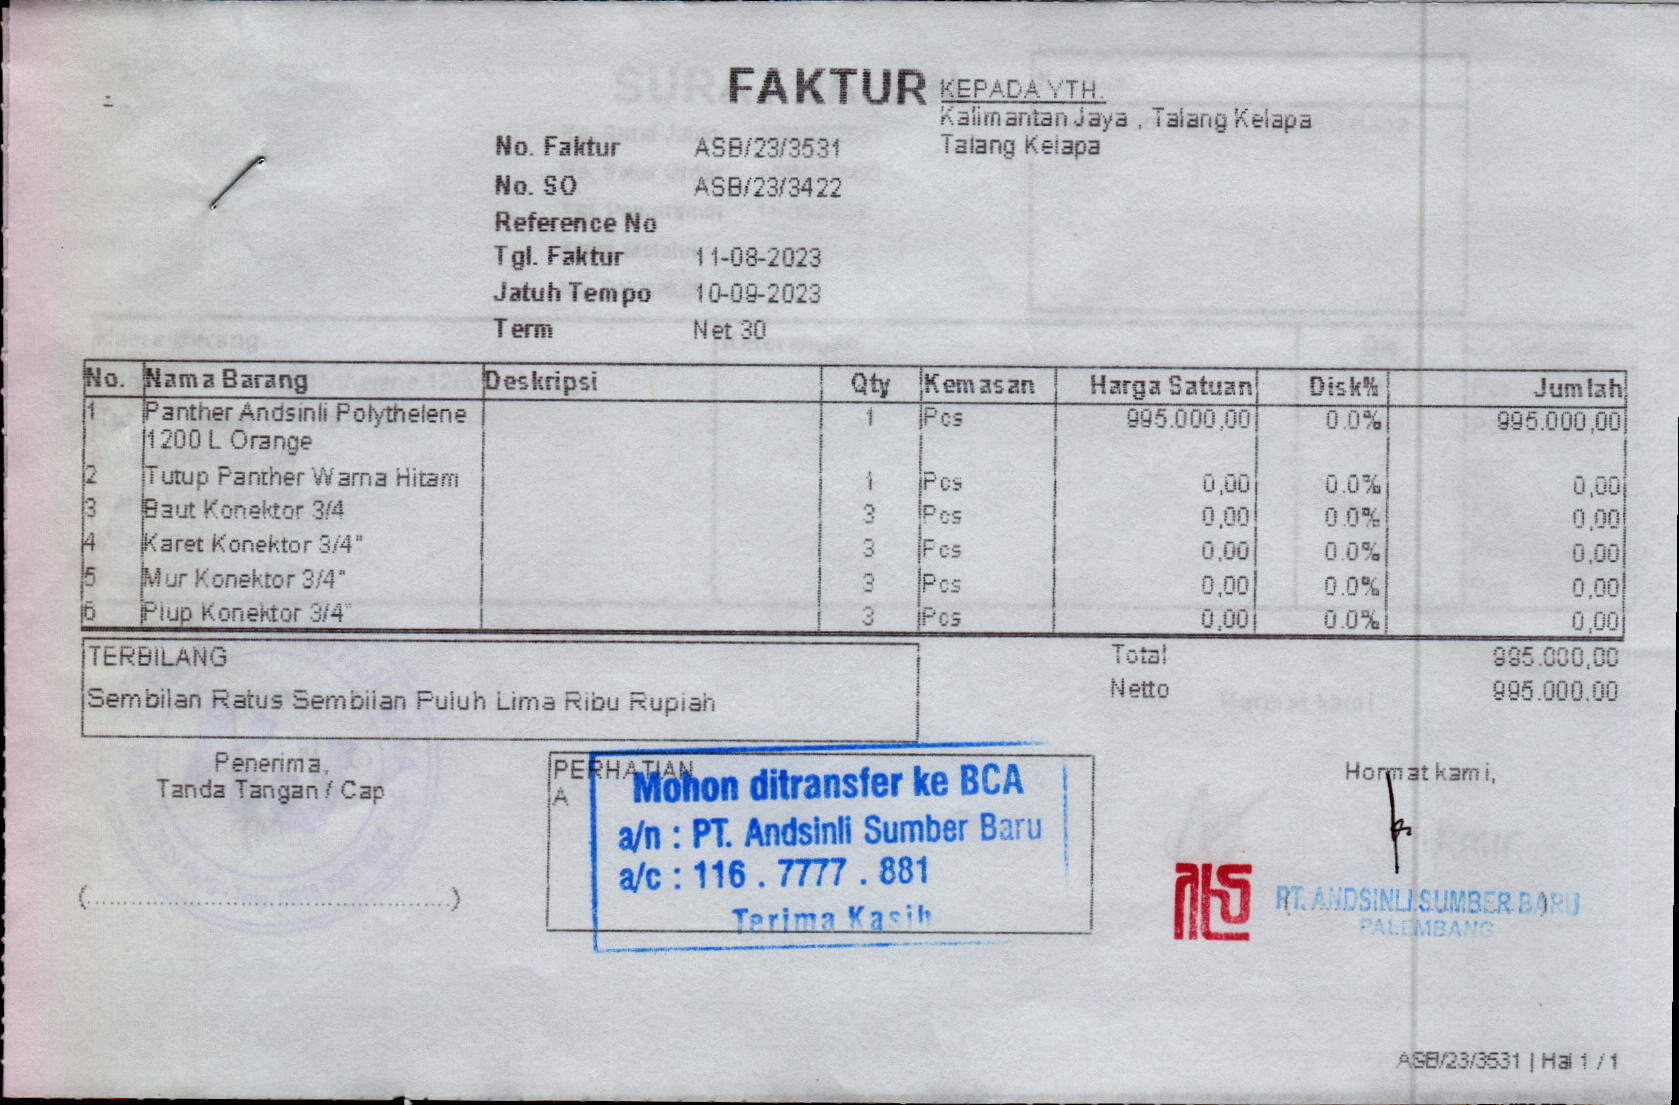 FAKTUR
KEPADA YTH.
Kalimantan Jaya , Talang Kelapa
Talang Kelapa
No. Faktur ASB/23/3531
No. SO ASB/23/3422
Reference No
Tgl. Faktur 11-08-2023
Jatuh Tempo 10-09-2023
Term Net 30
No. Nama Barang Deskripsi Qty Kemasan Harga Satuan Disk% Jumlah
1 Panther Andsinli Polythelene 1 Pcs 995.000,00 0.0% 995.000,00
1200 L Orange
2 Tutup Panther Warna Hitam 1 Pcs 0,00 0.0% 0,00
3 Baut Konektor 3/4 3 Pcs 0,00 0.0% 0,00
4 Karet Konektor 3/4" 3 Pcs 0,00 0.0% 0,00
5 Mur Konektor 3/4" 3 Pcs 0,00 0.0% 0,00
6 Plup Konektor 3/4" 3 Pcs 0,00 0.0% 0,00
TERBILANG
Sembilan Ratus Sembilan Puluh Lima Ribu Rupiah
Total 995.000,00
Netto 995.000,00
Penerima,
Tanda Tangan / Cap
(....................................................)
PERHATIAN
A
Mohon ditransfer ke BCA
a/n : PT. Andsinli Sumber Baru
a/c : 116 . 7777 . 881
Terima Kasih
Hormat kami,
PT. ANDSINLI SUMBER BARU
PALEMBANG
ASB/23/3531 | Hal 1 / 1